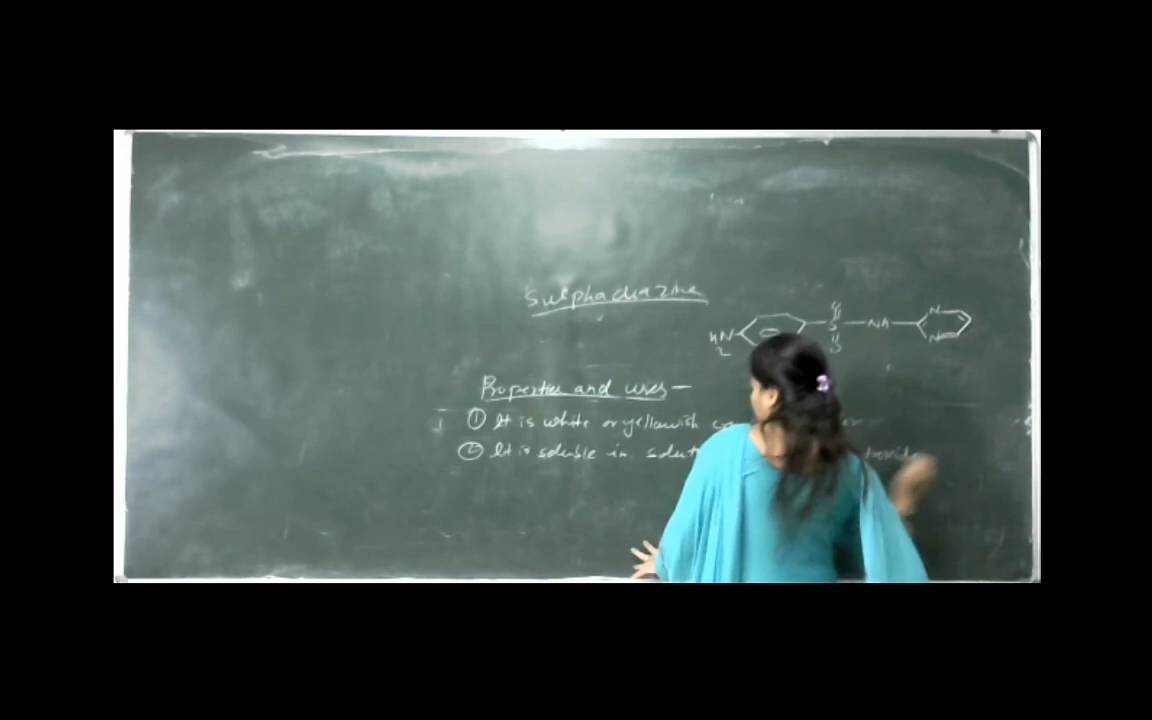 Sulphadiazine
O
H2N S NH N
O N
Properties and uses —
① It is white or yellowish
② It is soluble in